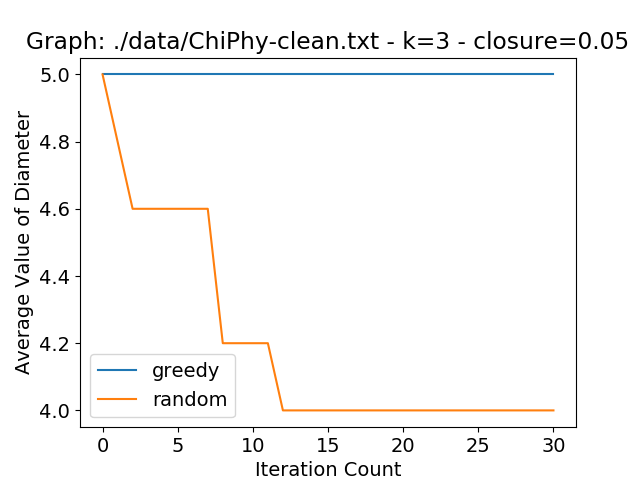 Graph: ./data/ChiPhy-clean.txt - k=3 - closure=0.05
5.0
4.8
4.6
4.4
4.2
4.0
Average Value of Diameter
greedy
random
0 5 10 15 20 25 30
Iteration Count